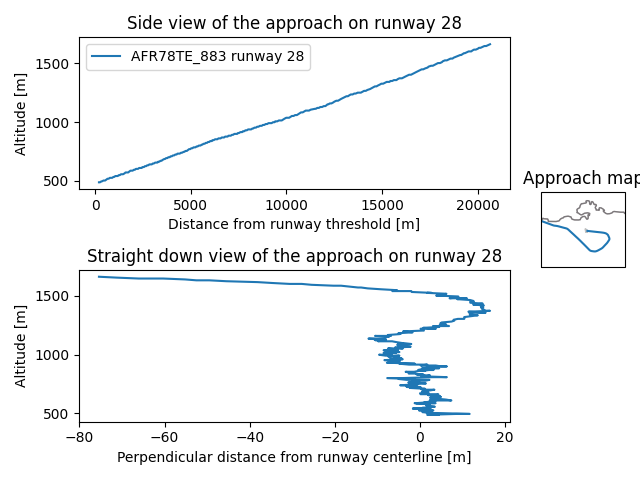 Side view of the approach on runway 28
AFR78TE_883 runway 28
Altitude [m]
1500
1000
500
0 5000 10000 15000 20000
Distance from runway threshold [m]
Approach map
Straight down view of the approach on runway 28
Altitude [m]
1500
1000
500
−80 −60 −40 −20 0 20
Perpendicular distance from runway centerline [m]